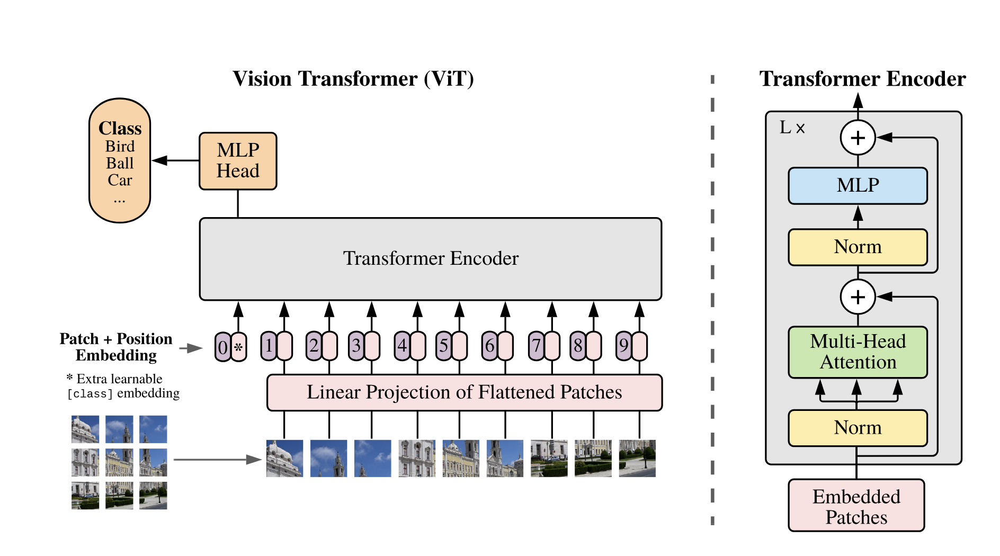 Vision Transformer (ViT)
Class
Bird
Ball
Car
...
MLP
Head
Transformer Encoder
Patch + Position
Embedding
0 * 1 2 3 4 5 6 7 8 9
* Extra learnable
[class] embedding
Linear Projection of Flattened Patches
Transformer Encoder
L ×
+
MLP
Norm
+
Multi-Head
Attention
Norm
Embedded
Patches